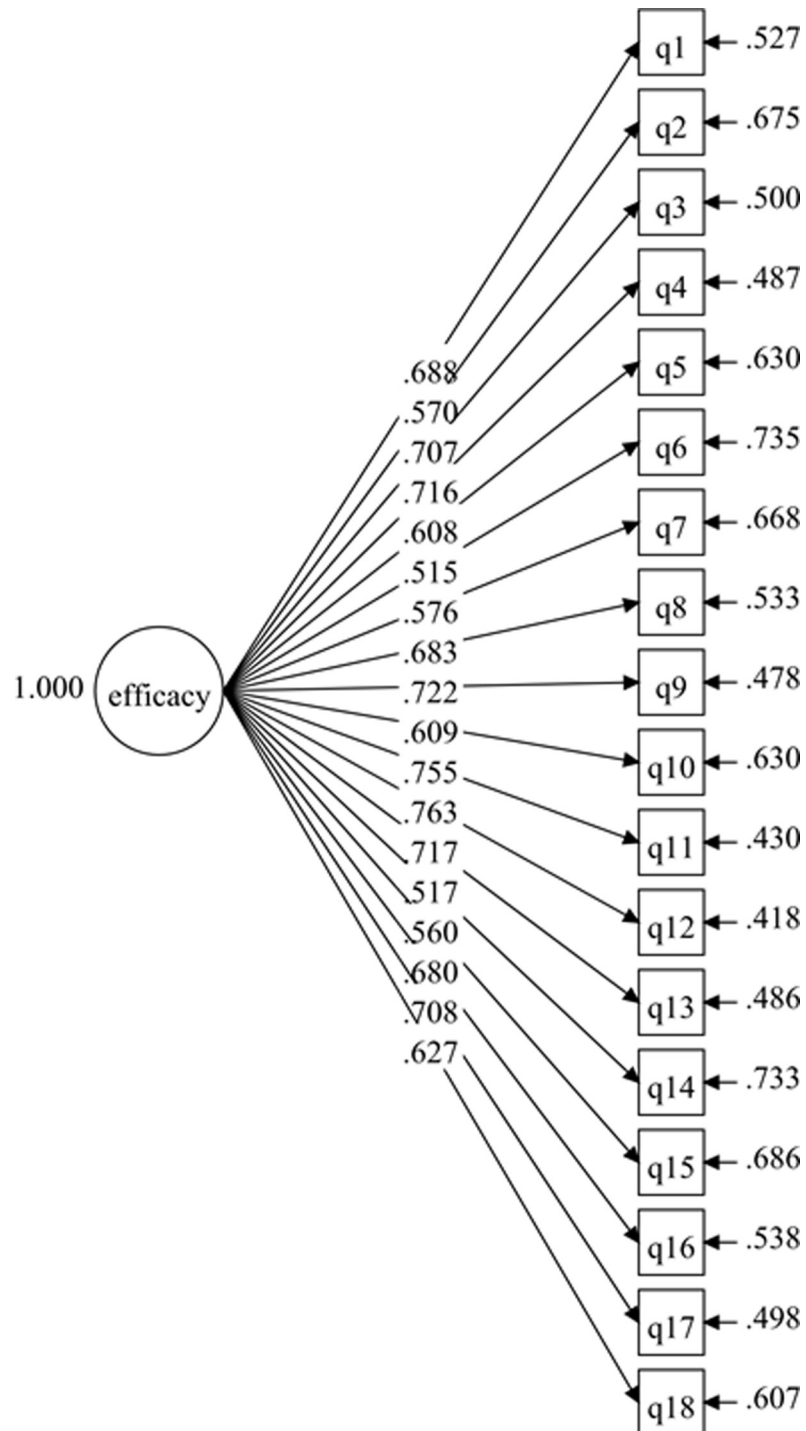 q1 .527
q2 .675
q3 .500
q4 .487
.688 q5 .630
.570
.707 q6 .735
.716
.608 q7 .668
.515
.576 q8 .533
.683
1.000 efficacy .722 q9 .478
.609
.755 q10 .630
.763
.717 q11 .430
.517
.560 q12 .418
.680
.708 q13 .486
.627
q14 .733
q15 .686
q16 .538
q17 .498
q18 .607